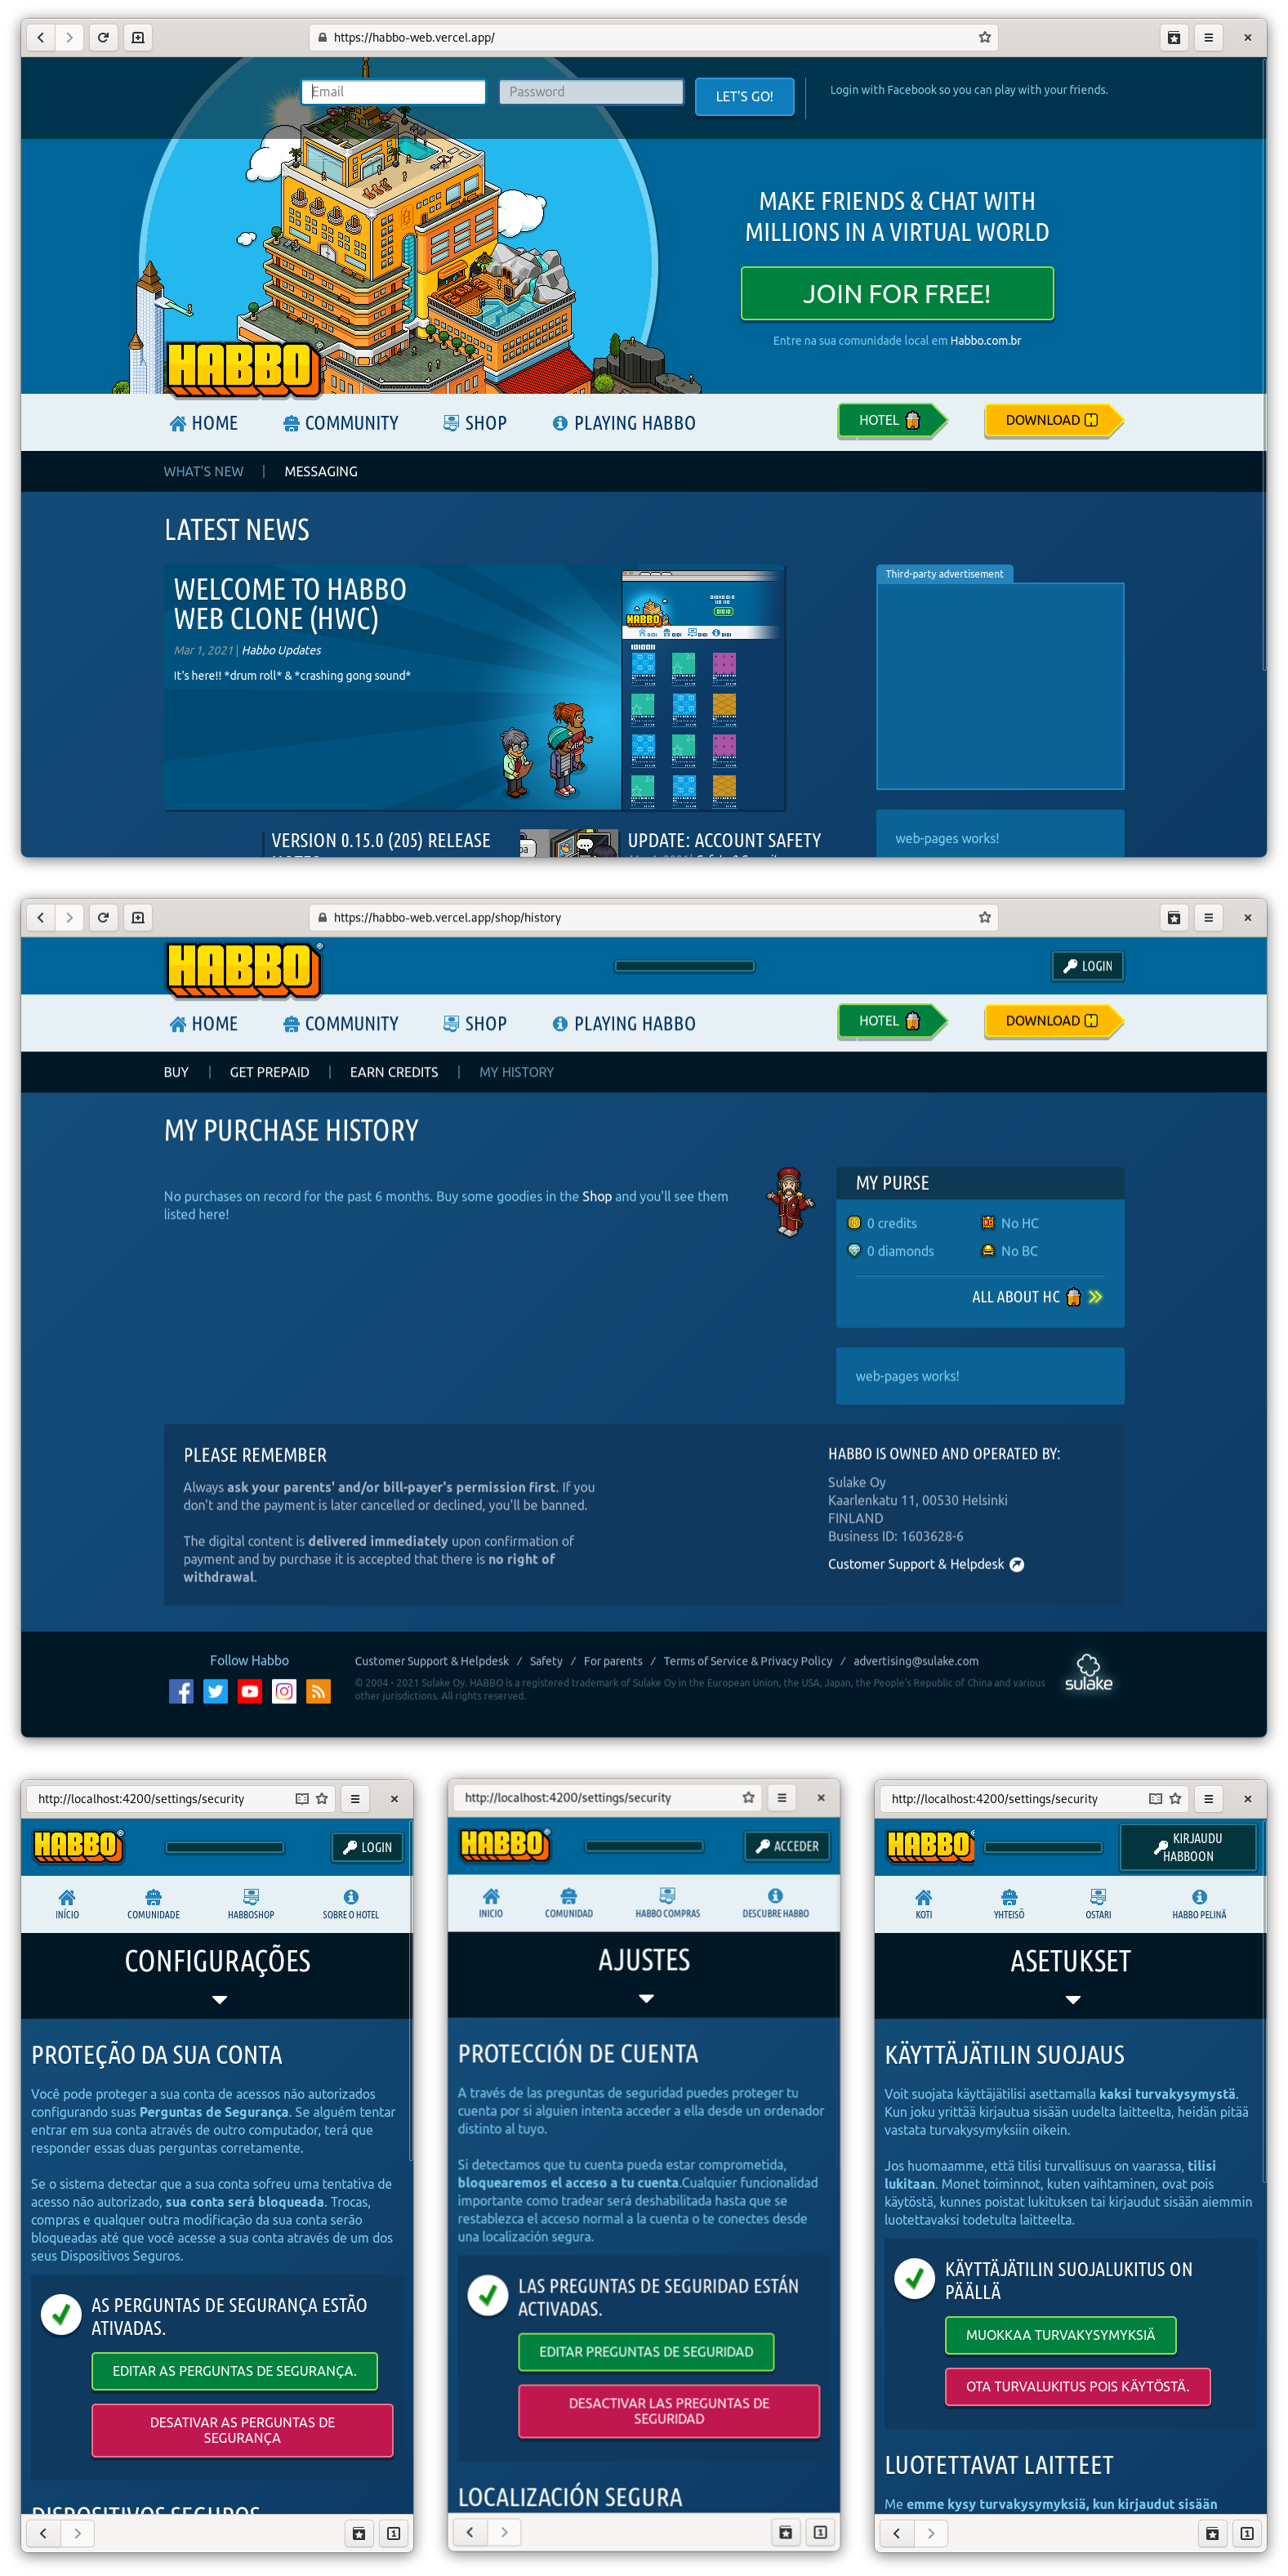 https://habbo-web.vercel.app/
Email
Password
LET'S GO!
Login with Facebook so you can play with your friends.
MAKE FRIENDS & CHAT WITH
MILLIONS IN A VIRTUAL WORLD
JOIN FOR FREE!
Entre na sua comunidade local em Habbo.com.br
HABBO
HOME
COMMUNITY
SHOP
PLAYING HABBO
HOTEL
DOWNLOAD
WHAT'S NEW
MESSAGING
LATEST NEWS
WELCOME TO HABBO
WEB CLONE (HWC)
Mar 1, 2021 | Habbo Updates
It's here!! *drum roll* & *crashing gong sound*
HABBO
Third-party advertisement
VERSION 0.15.0 (205) RELEASE
UPDATE: ACCOUNT SAFETY
web-pages works!
https://habbo-web.vercel.app/shop/history
HABBO
LOGIN
HOME
COMMUNITY
SHOP
PLAYING HABBO
HOTEL
DOWNLOAD
BUY
GET PREPAID
EARN CREDITS
MY HISTORY
MY PURCHASE HISTORY
No purchases on record for the past 6 months. Buy some goodies in the Shop and you'll see them
listed here!
MY PURSE
0 credits
No HC
0 diamonds
No BC
ALL ABOUT HC
web-pages works!
PLEASE REMEMBER
Always ask your parents' and/or bill-payer's permission first. If you
don't and the payment is later cancelled or declined, you'll be banned.
The digital content is delivered immediately upon confirmation of
payment and by purchase it is accepted that there is no right of
withdrawal.
HABBO IS OWNED AND OPERATED BY:
Sulake Oy
Kaarlenkatu 11, 00530 Helsinki
FINLAND
Business ID: 1603628-6
Customer Support & Helpdesk
Follow Habbo
Customer Support & Helpdesk / Safety / For parents / Terms of Service & Privacy Policy / advertising@sulake.com
© 2004 - 2021 Sulake Oy. HABBO is a registered trademark of Sulake Oy in the European Union, the USA, Japan, the People's Republic of China and various
other jurisdictions. All rights reserved.
sulake
http://localhost:4200/settings/security
HABBO
LOGIN
INÍCIO
COMUNIDADE
HABBOSHOP
SOBRE O HOTEL
CONFIGURAÇÕES
PROTEÇÃO DA SUA CONTA
Você pode proteger a sua conta de acessos não autorizados
configurando suas Perguntas de Segurança. Se alguém tentar
entrar em sua conta através de outro computador, terá que
responder essas duas perguntas corretamente.
Se o sistema detectar que a sua conta sofreu uma tentativa de
acesso não autorizado, sua conta será bloqueada. Trocas,
compras e qualquer outra modificação da sua conta serão
bloqueadas até que você acesse a sua conta através de um dos
seus Dispositivos Seguros.
AS PERGUNTAS DE SEGURANÇA ESTÃO
ATIVADAS.
EDITAR AS PERGUNTAS DE SEGURANÇA.
DESATIVAR AS PERGUNTAS DE
SEGURANÇA
DISPOSITIVOS SEGUROS
1
http://localhost:4200/settings/security
HABBO
ACCEDER
INICIO
COMUNIDAD
HABBO COMPRAS
DESCUBRE HABBO
AJUSTES
PROTECCIÓN DE CUENTA
A través de las preguntas de seguridad puedes proteger tu
cuenta por si alguien intenta acceder a ella desde un ordenador
distinto al tuyo.
Si detectamos que tu cuenta pueda estar comprometida,
bloquearemos el acceso a tu cuenta.Cualquier funcionalidad
importante como tradear será deshabilitada hasta que se
restablezca el acceso normal a la cuenta o te conectes desde
una localización segura.
LAS PREGUNTAS DE SEGURIDAD ESTÁN
ACTIVADAS.
EDITAR PREGUNTAS DE SEGURIDAD
DESACTIVAR LAS PREGUNTAS DE
SEGURIDAD
LOCALIZACIÓN SEGURA
1
http://localhost:4200/settings/security
HABBO
KIRJAUDU
HABBOON
KOTI
YHTEISÖ
OSTARI
HABBO PELINÄ
ASETUKSET
KÄYTTÄJÄTILIN SUOJAUS
Voit suojata käyttäjätilisi asettamalla kaksi turvakysymystä.
Kun joku yrittää kirjautua sisään uudelta laitteelta, heidän pitää
vastata turvakysymyksiin oikein.
Jos huomaamme, että tilisi turvallisuus on vaarassa, tilisi
lukitaan. Monet toiminnot, kuten vaihtaminen, ovat pois
käytöstä, kunnes poistat lukituksen tai kirjaudut sisään aiemmin
luotettavaksi todetulta laitteelta.
KÄYTTÄJÄTILIN SUOJALUKITUS ON
PÄÄLLÄ
MUOKKAA TURVAKYSYMYKSIÄ
OTA TURVALUKITUS POIS KÄYTÖSTÄ.
LUOTETTAVAT LAITTEET
Me emme kysy turvakysymyksiä, kun kirjaudut sisään
1